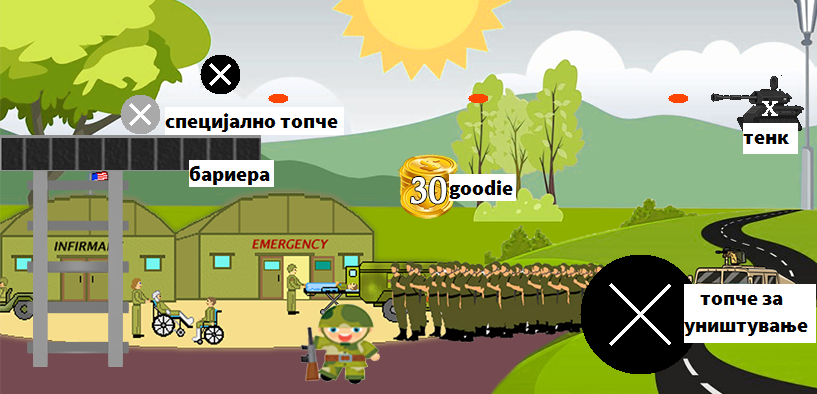 специјално топче
тенк
бариера
30
goodie
INFIRMA
EMERGENCY
топче за
уништување